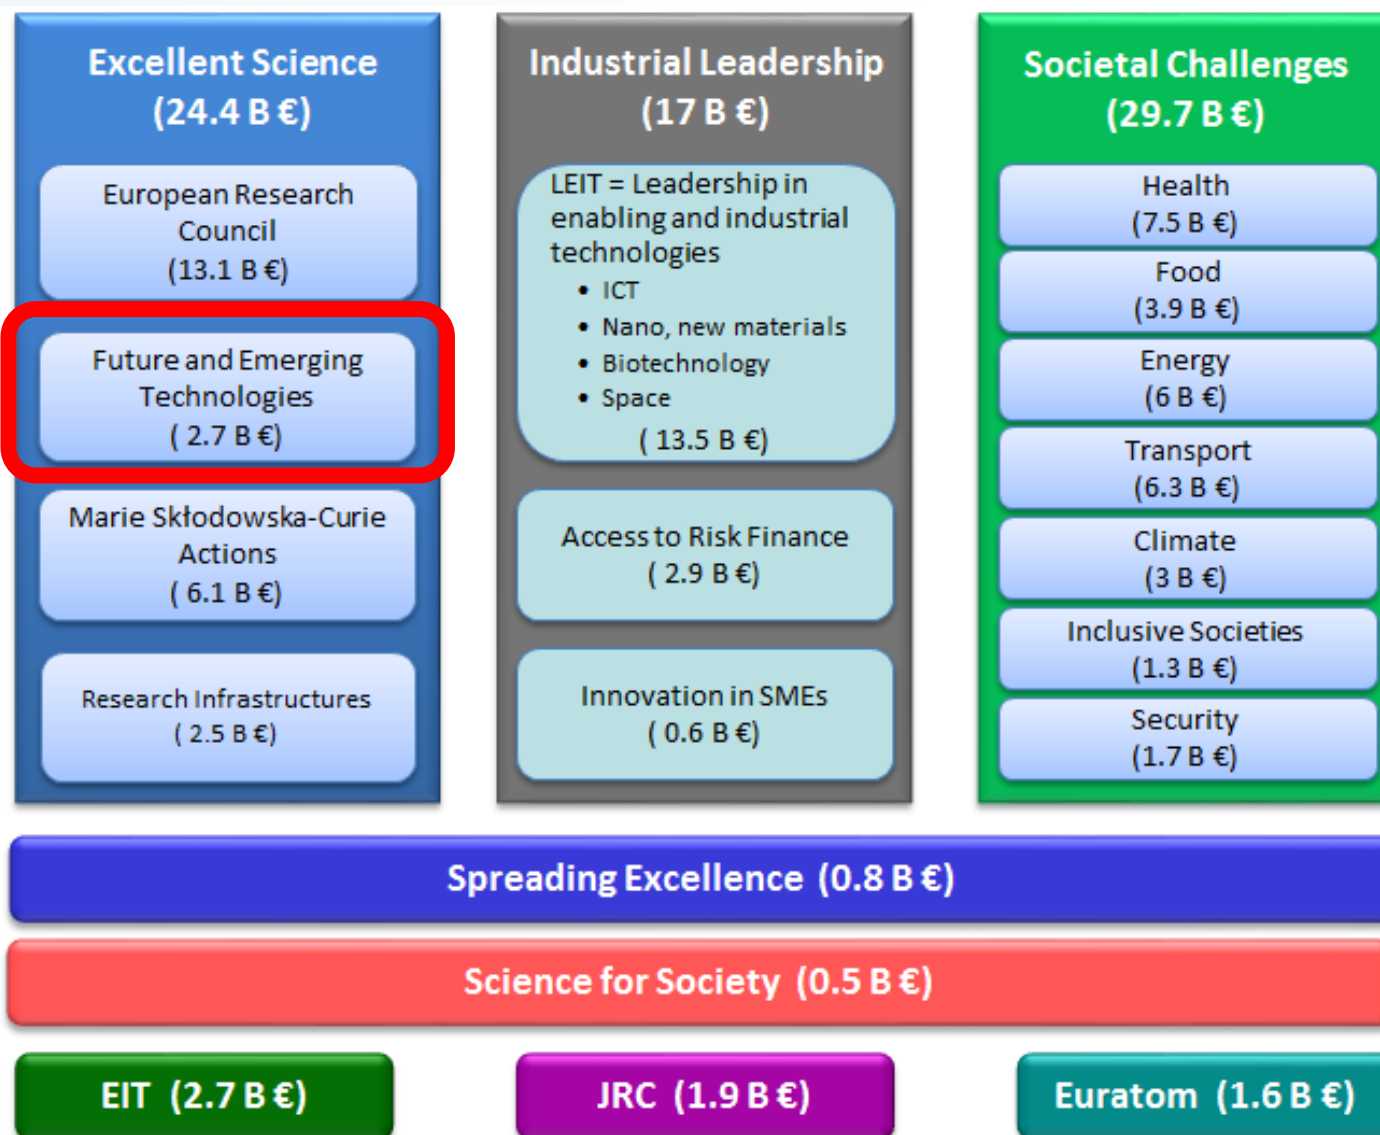 Excellent Science
(24.4 B €)
European Research
Council
(13.1 B €)
Future and Emerging
Technologies
( 2.7 B €)
Marie Skłodowska-Curie
Actions
( 6.1 B €)
Research Infrastructures
( 2.5 B €)
Industrial Leadership
(17 B €)
LEIT = Leadership in
enabling and industrial
technologies
• ICT
• Nano, new materials
• Biotechnology
• Space
( 13.5 B €)
Access to Risk Finance
( 2.9 B €)
Innovation in SMEs
( 0.6 B €)
Societal Challenges
(29.7 B €)
Health
(7.5 B €)
Food
(3.9 B €)
Energy
(6 B €)
Transport
(6.3 B €)
Climate
(3 B €)
Inclusive Societies
(1.3 B €)
Security
(1.7 B €)
Spreading Excellence (0.8 B €)
Science for Society (0.5 B €)
EIT (2.7 B €)
JRC (1.9 B €)
Euratom (1.6 B €)